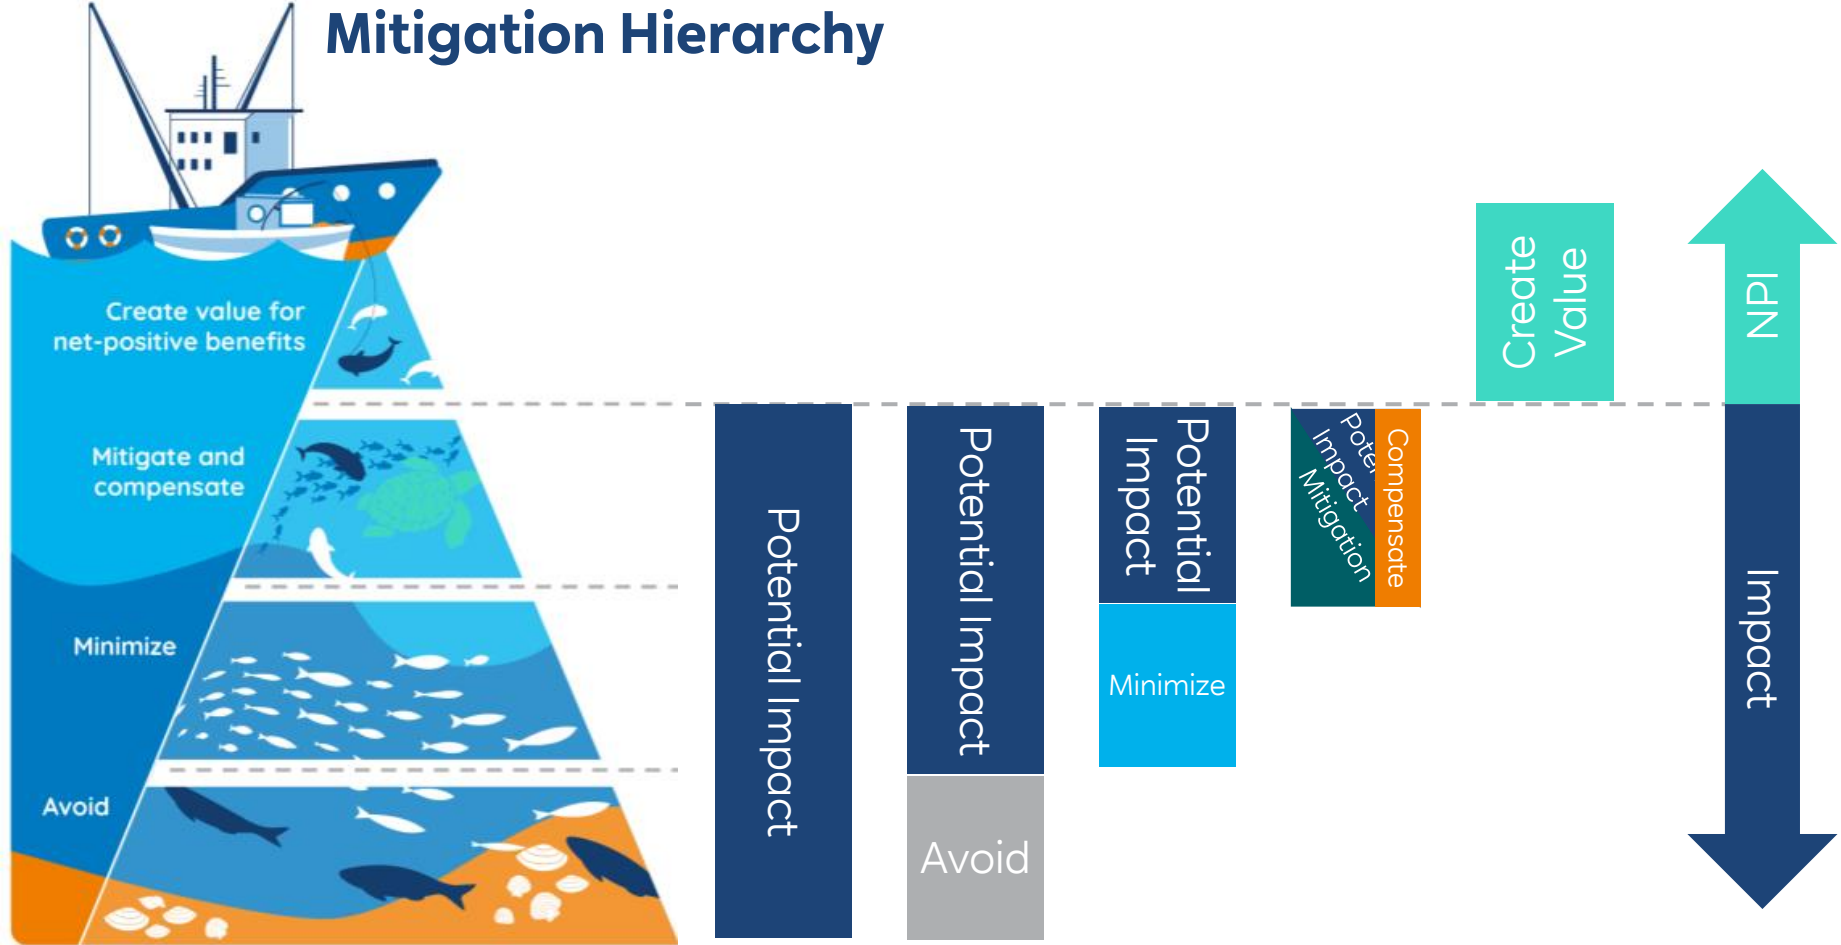 Mitigation Hierarchy
Create value for
net-positive benefits
Mitigate and
compensate
Minimize
Avoid
Potential Impact
Potential Impact
Avoid
Potential
Impact
Minimize
Impact
Mitigation
Compensate
Create
Value
NPI
Impact